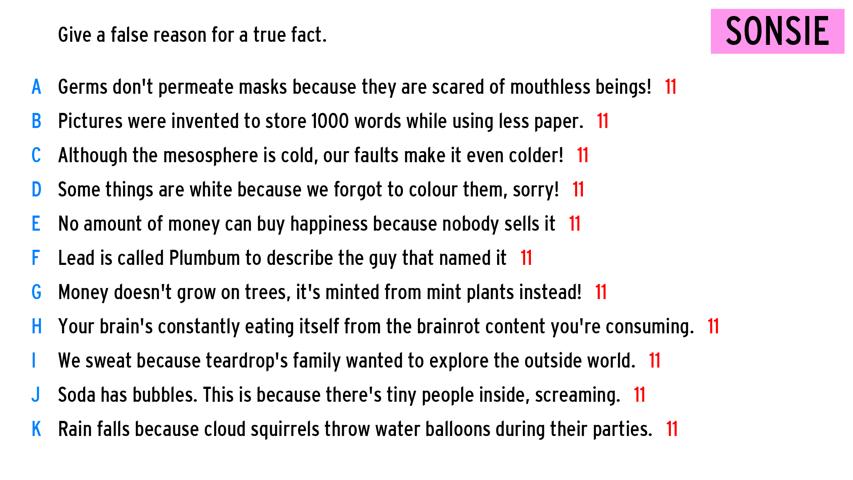 Give a false reason for a true fact.
SONSIE
A Germs don't permeate masks because they are scared of mouthless beings! 11
B Pictures were invented to store 1000 words while using less paper. 11
C Although the mesosphere is cold, our faults make it even colder! 11
D Some things are white because we forgot to colour them, sorry! 11
E No amount of money can buy happiness because nobody sells it 11
F Lead is called Plumbum to describe the guy that named it 11
G Money doesn't grow on trees, it's minted from mint plants instead! 11
H Your brain's constantly eating itself from the brainrot content you're consuming. 11
I We sweat because teardrop's family wanted to explore the outside world. 11
J Soda has bubbles. This is because there's tiny people inside, screaming. 11
K Rain falls because cloud squirrels throw water balloons during their parties. 11